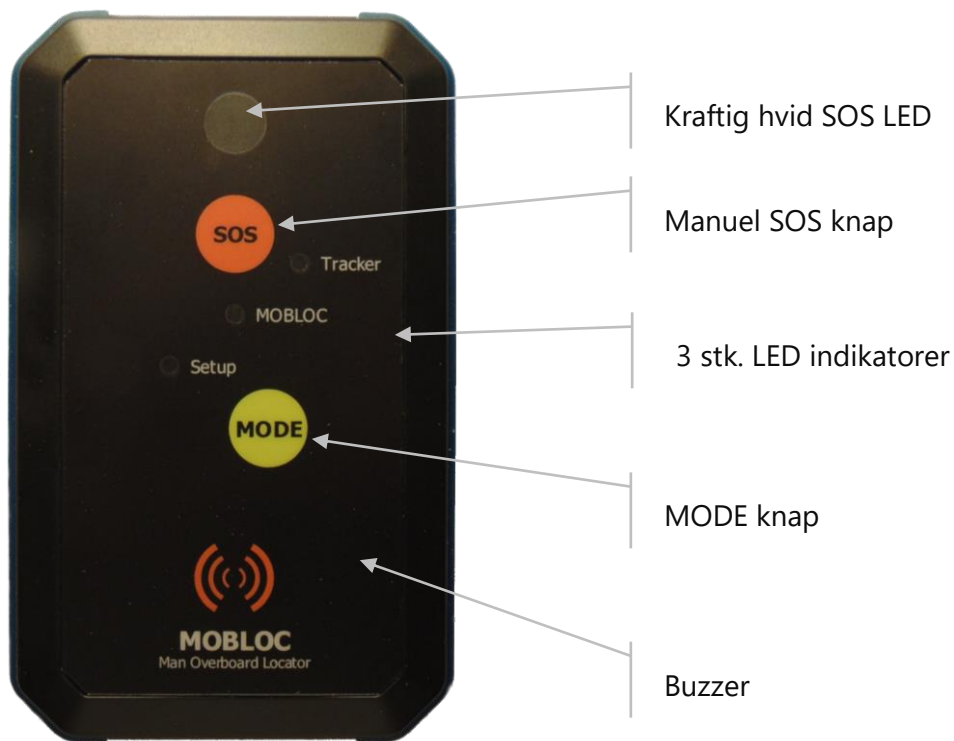 Kraftig hvid SOS LED
SOS
Manuel SOS knap
Tracker
MOBLOC
3 stk. LED indikatorer
Setup
MODE
MODE knap
MOBLOC
Man Overboard Locator
Buzzer